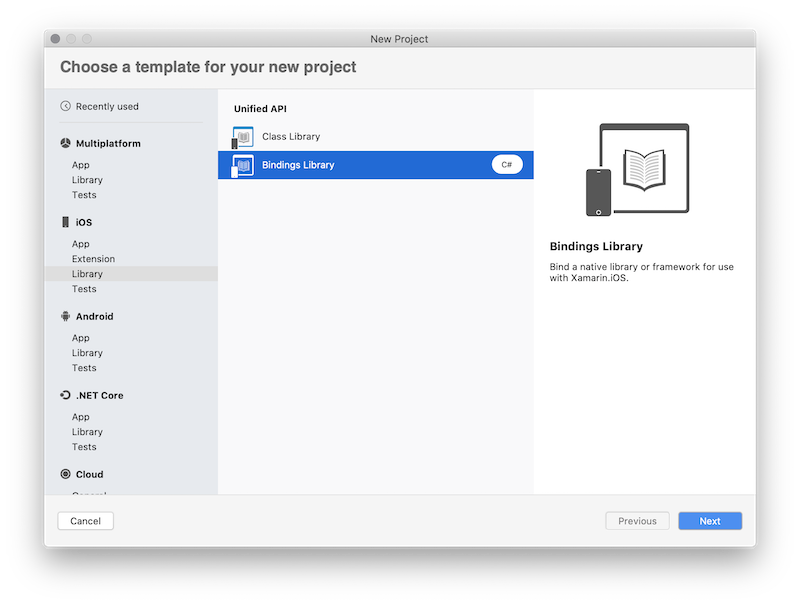 New Project
Choose a template for your new project
Recently used
Multiplatform
App
Library
Tests
iOS
App
Extension
Library
Tests
Android
App
Library
Tests
.NET Core
App
Library
Tests
Cloud
Unified API
Class Library
Bindings Library C#
Bindings Library
Bind a native library or framework for use
with Xamarin.iOS.
Cancel
Previous
Next